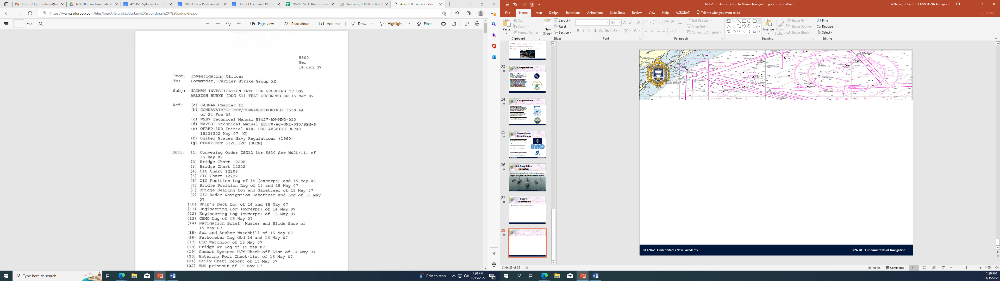 Inbox (230) - rwilhelm@us
NN220 - Fundamentals of
AY 2023 Syllabus.docx - Go
2019 Officer Professional C
Draft of Combined PCC - G
NN220 SKED Brainstormin
Welcome, ROBERT – Black
Arleigh Burke Grounding -
https://www.sailorbob.com/files/foia/Arleigh%20Burke%20Grounding%20-%20complete.pdf
1 of 21
Page view
Read aloud
Add text
Draw
Highlight
Erase
5800
Ser
14 Jun 07
From: Investigating Officer
To: Commander, Carrier Strike Group XX
Subj: JAGMAN INVESTIGATION INTO THE GROUDING OF USS
ARLEIGH BURKE (DDG 51) THAT OCCURRED ON 15 MAY 07
Ref: (a) JAGMAN Chapter II
(b) COMNAVAIRFORINST/COMNAVSURFORINST 3530.4A
of 24 Feb 05
(c) WSN7 Technical Manual S9427-AN-MMO-010
(d) NAVSSI Technical Manual EE170-AJ-OMI-030/SSN-6
(e) OPREP-3NB Initial 010, USS ARLEIGH BURKE
1523330Z May 07 (C)
(f) United States Navy Regulations (1990)
(g) OPNAVINST 3120.32C (SORM)
Encl: (1) Convening Order CSG12 ltr 5830 Ser N02L/111 of
16 May 07
(2) Bridge Chart 12208
(3) Bridge Chart 12222
(4) CIC Chart 12208
(5) CIC Chart 12222
(6) CIC Position Log of 14 (excerpt) and 15 May 07
(7) Bridge Position Log of 14 and 15 May 07
(8) Bridge Bearing Log and Gazetteer of 15 May 07
(9) CIC Radar Navigation Gazetteer and Log of 15 May
07
(10) Ship's Deck Log of 14 and 15 May 07
(11) Engineering Log (excerpt) of 14 May 07
(12) Engineering Log (excerpt) of 15 May 07
(13) CSMC Log of 15 May 07
(14) Navigation Brief, Muster and Slide Show of
15 May 07
(15) Sea and Anchor Watchbill of 15 May 07
(16) Fathometer Log dtd 14 and 16 May 07
(17) CIC Watchlog of 15 May 07
(18) Bridge RT Log of 15 May 07
(19) Combat Systems U/W Check-off List of 14 May 07
(20) Entering Port Check-list of 15 May 07
(21) Daily Draft Report of 15 May 07
(22) VMS printout of 15 May 07
Type here to search
Rain to stop
1:20 PM
11/15/2022
17
NN220-01-Introduction to Marine Navigation.pptx - PowerPoint
Wilhelm, Robert G LT USN USNA Annapolis
File Home Insert Design Transitions Animations Slide Show Review View Help ACROBAT Tell me what you want to do
Share
Paste
Cut
Copy
Format Painter
Clipboard
New Slide
Layout
Reset
Section
Slides
16+
Font
Text Direction
Align Text
Convert to SmartArt
Paragraph
Arrange
Quick Styles
Shape Fill
Shape Outline
Shape Effects
Drawing
Find
Replace
Select
Editing
23
U.S. Organizations
24
U.S. Organizations
25
International
Organizations
IMO
IALA
26
U.S. Navy Role in
Navigation
27
Back to
Fundamentals
28
SEANAV I United States Naval Academy
NN220 – Fundamentals of Navigation
Slide 28 of 28
Notes
Comments
110%
1:20 PM
11/15/2022